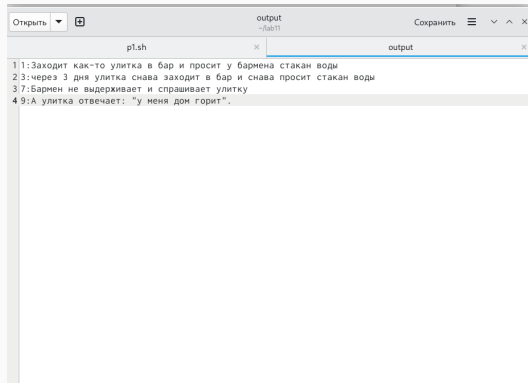 Открыть
output
~/lab11
Сохранить
p1.sh
output
1 1:Заходит как-то улитка в бар и просит у бармена стакан воды
2 3:через 3 дня улитка снава заходит в бар и снава просит стакан воды
3 7:Бармен не выдерживает и спрашивает улитку
4 9:А улитка отвечает: "у меня дом горит".